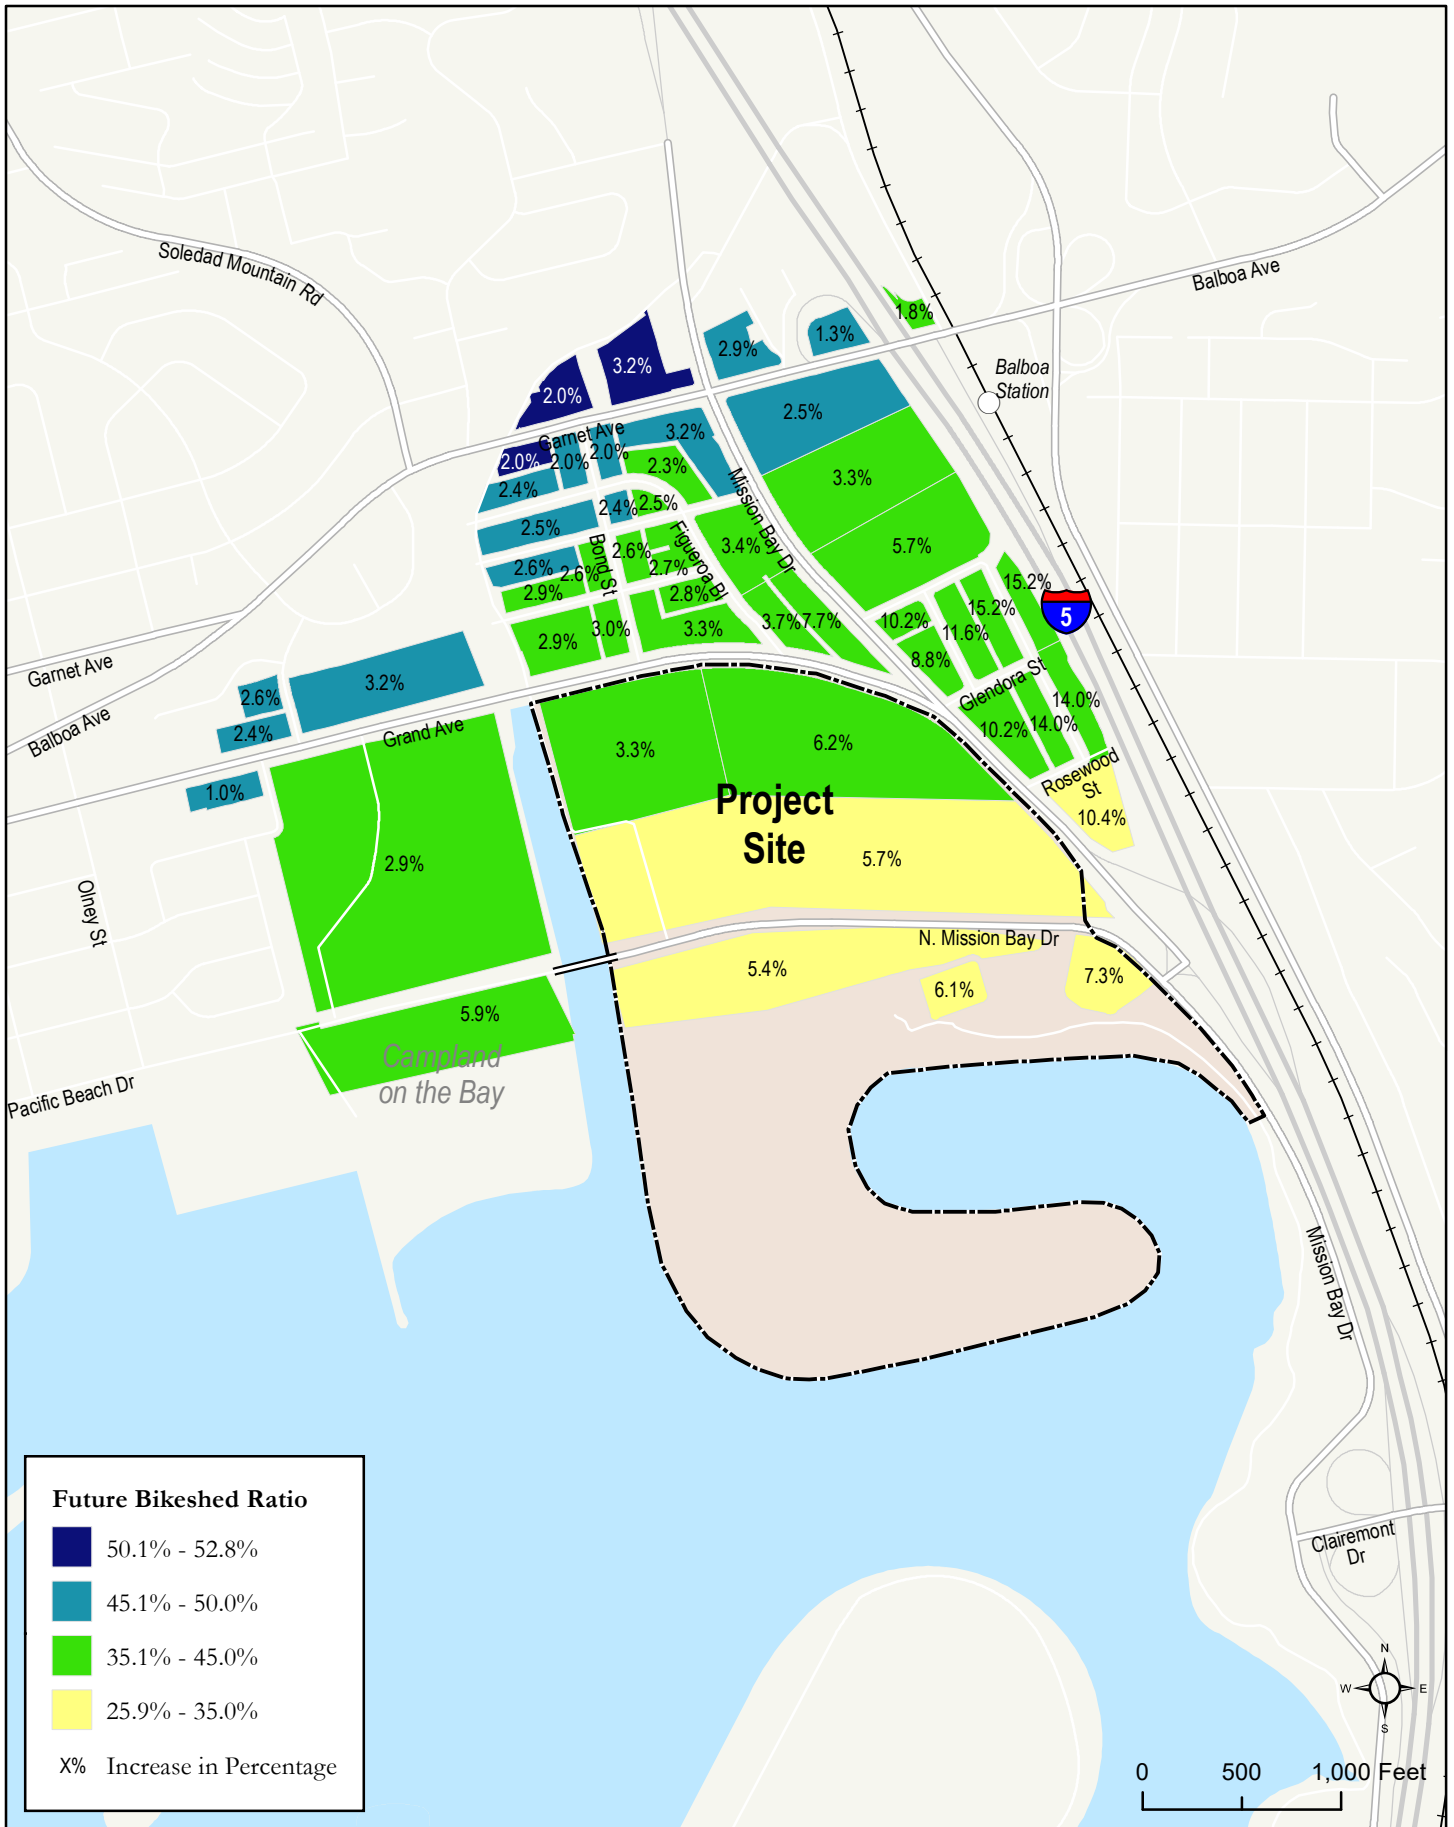 Soledad Mountain Rd
Balboa Ave
1.8%
1.3%
2.9%
3.2%
2.0%
Balboa
Station
2.5%
Garnet Ave
3.2%
2.0%
2.0%
2.0%
2.3%
2.4%
3.3%
Mission Bay Dr
2.4%
2.5%
2.5%
Bond St
Figueroa Bl
2.6%
3.4%
5.7%
2.6%
2.6%
2.7%
2.9%
2.8%
15.2%
15.2%
5
10.2%
11.6%
3.7%
7.7%
2.9%
3.0%
3.3%
8.8%
Glendora St
Garnet Ave
Balboa Ave
2.6%
3.2%
2.4%
Grand Ave
14.0%
14.0%
10.2%
3.3%
6.2%
Rosewood
St
1.0%
Project
Site
10.4%
2.9%
5.7%
Olney St
N. Mission Bay Dr
5.4%
6.1%
7.3%
5.9%
Campland
on the Bay
Pacific Beach Dr
Mission Bay Dr
Clairemont
Dr
Future Bikeshed Ratio
50.1% - 52.8%
45.1% - 50.0%
35.1% - 45.0%
25.9% - 35.0%
X% Increase in Percentage
N
W E
S
0 500 1,000 Feet